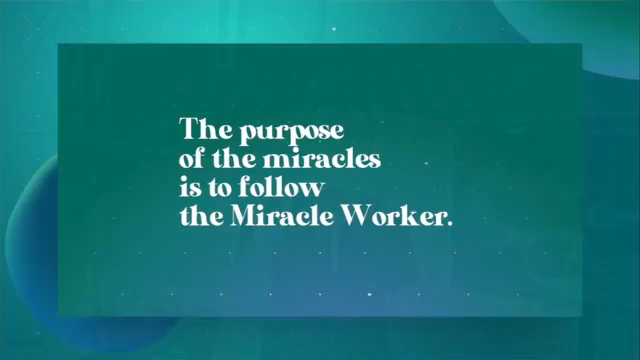 The purpose
of the miracles
is to follow
the Miracle Worker.